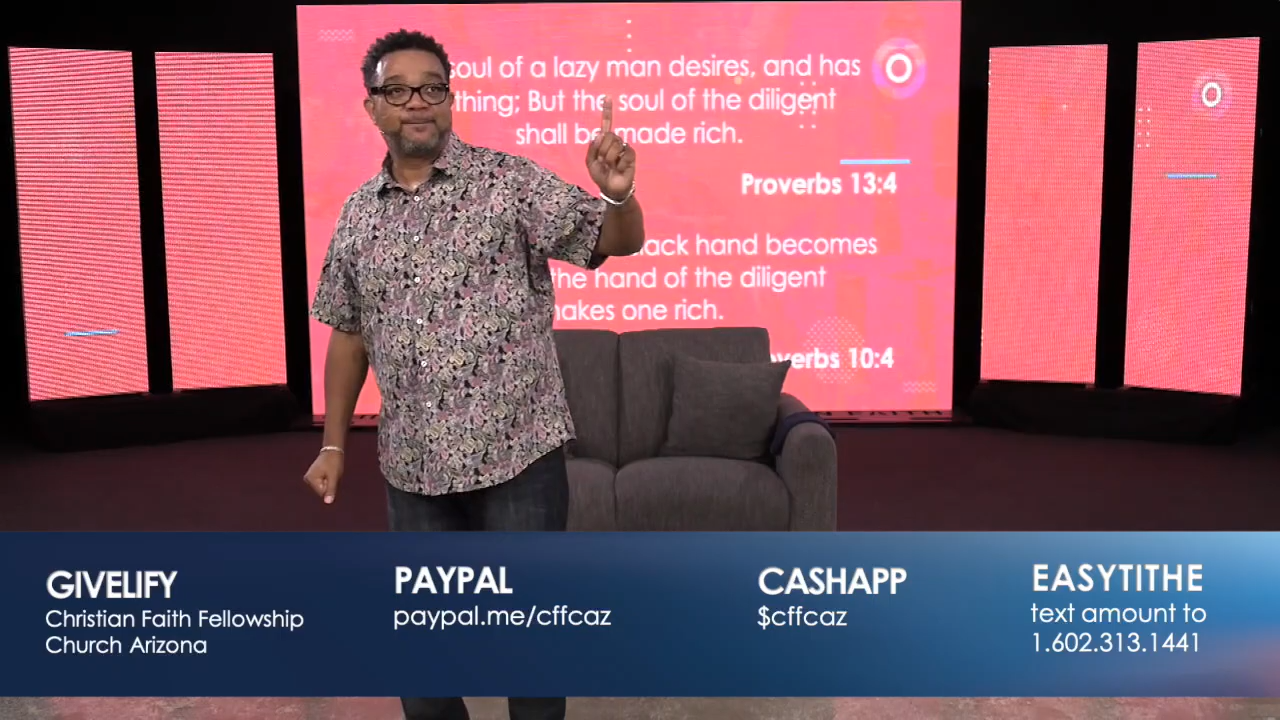 soul of a lazy man desires, and has
thing; But the soul of the diligent
shall be made rich.
Proverbs 13:4
hand becomes
the hand of the diligent
makes one rich.
Proverbs 10:4
FAITH
GIVELIFY
Christian Faith Fellowship
Church Arizona
PAYPAL
paypal.me/cffcaz
CASHAPP
$cffcaz
EASYTITHE
text amount to
1.602.313.1441